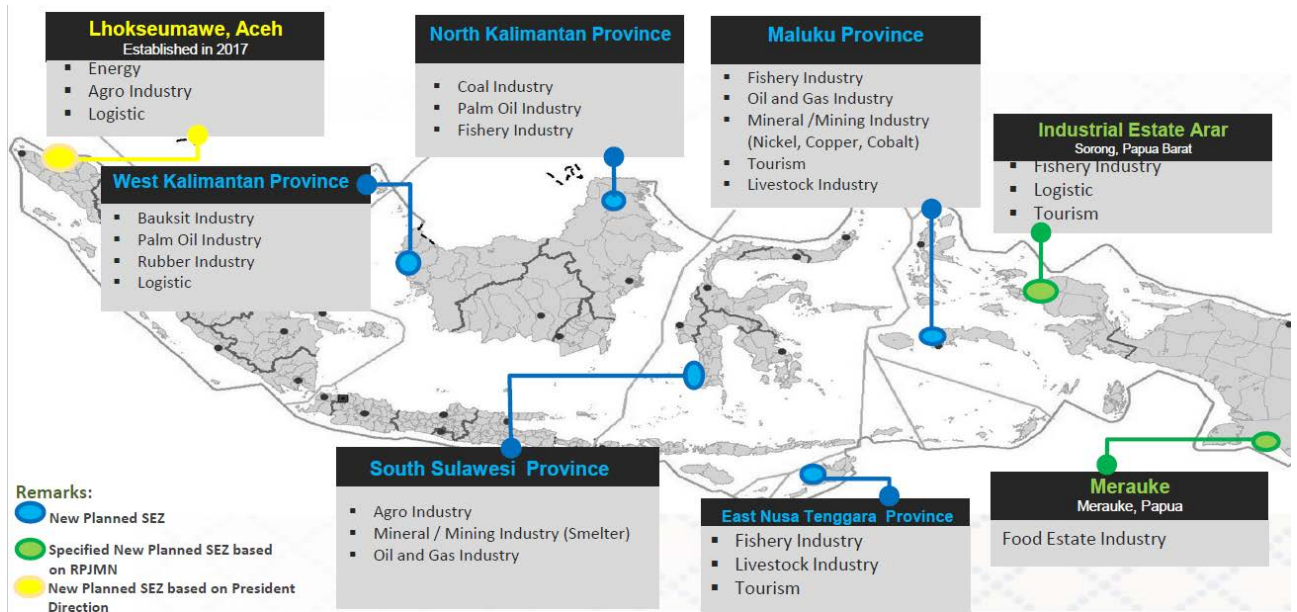 Lhokseumawe, Aceh
Established in 2017
▪ Energy
▪ Agro Industry
▪ Logistic
North Kalimantan Province
▪ Coal Industry
▪ Palm Oil Industry
▪ Fishery Industry
Maluku Province
▪ Fishery Industry
▪ Oil and Gas Industry
▪ Mineral /Mining Industry
(Nickel, Copper, Cobalt)
▪ Tourism
▪ Livestock Industry
Industrial Estate Arar
Sorong, Papua Barat
▪ Fishery Industry
▪ Logistic
▪ Tourism
West Kalimantan Province
▪ Bauksit Industry
▪ Palm Oil Industry
▪ Rubber Industry
▪ Logistic
South Sulawesi Province
▪ Agro Industry
▪ Mineral / Mining Industry (Smelter)
▪ Oil and Gas Industry
East Nusa Tenggara Province
▪ Fishery Industry
▪ Livestock Industry
▪ Tourism
Merauke
Merauke, Papua
Food Estate Industry
Remarks:
New Planned SEZ
Specified New Planned SEZ based
on RPJMN
New Planned SEZ based on President
Direction